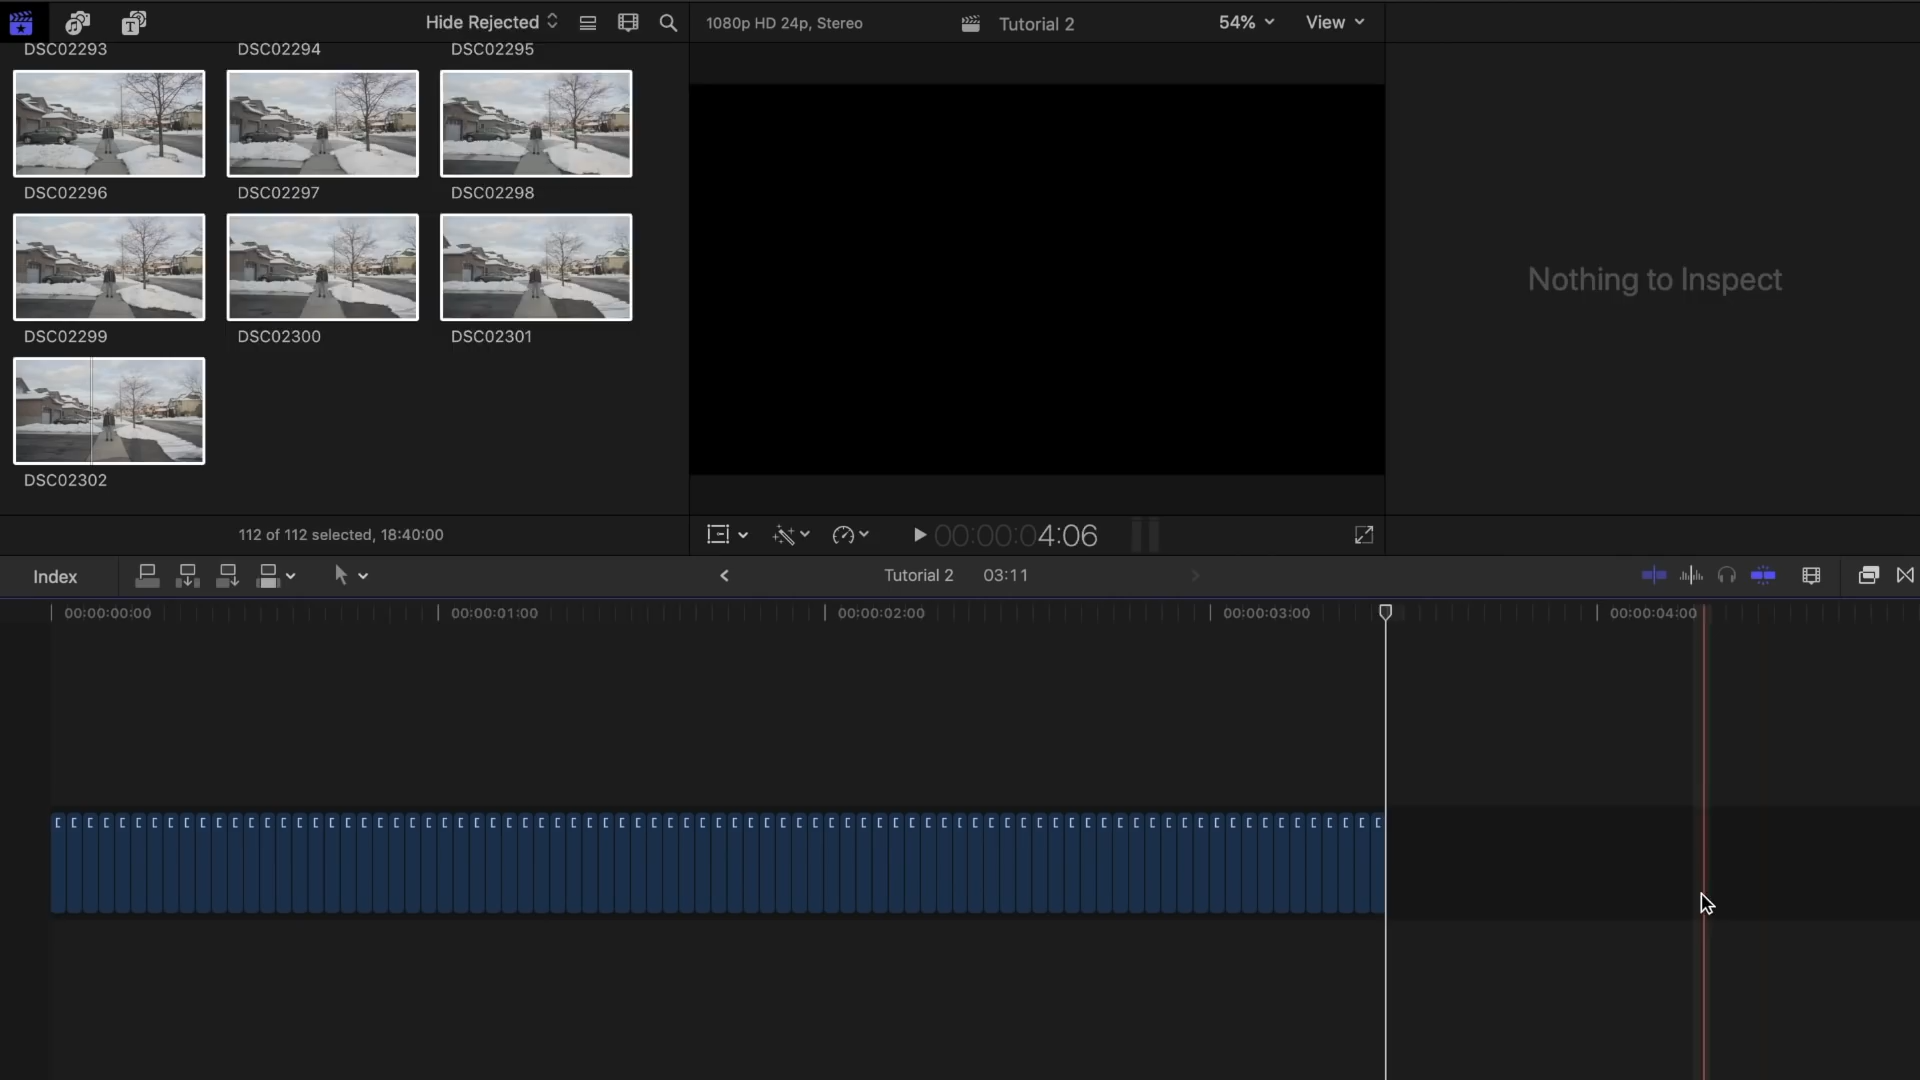 Hide Rejected
1080p HD 24p, Stereo
Tutorial 2
54%
View
DSC02293
DSC02294
DSC02295
DSC02296
DSC02297
DSC02298
DSC02299
DSC02300
DSC02301
DSC02302
Nothing to Inspect
112 of 112 selected, 18:40:00
00:00:04:06
Index
Tutorial 2
03:11
00:00:00:00
00:00:01:00
00:00:02:00
00:00:03:00
00:00:04:00